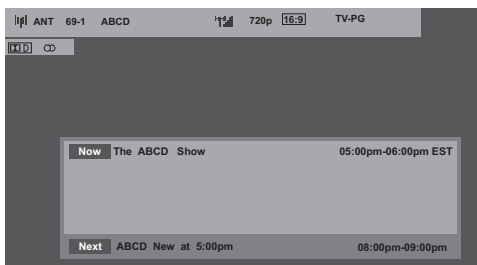 ANT 69-1 ABCD 720p 16:9 TV-PG
Now The ABCD Show 05:00pm-06:00pm EST
Next ABCD New at 5:00pm 08:00pm-09:00pm